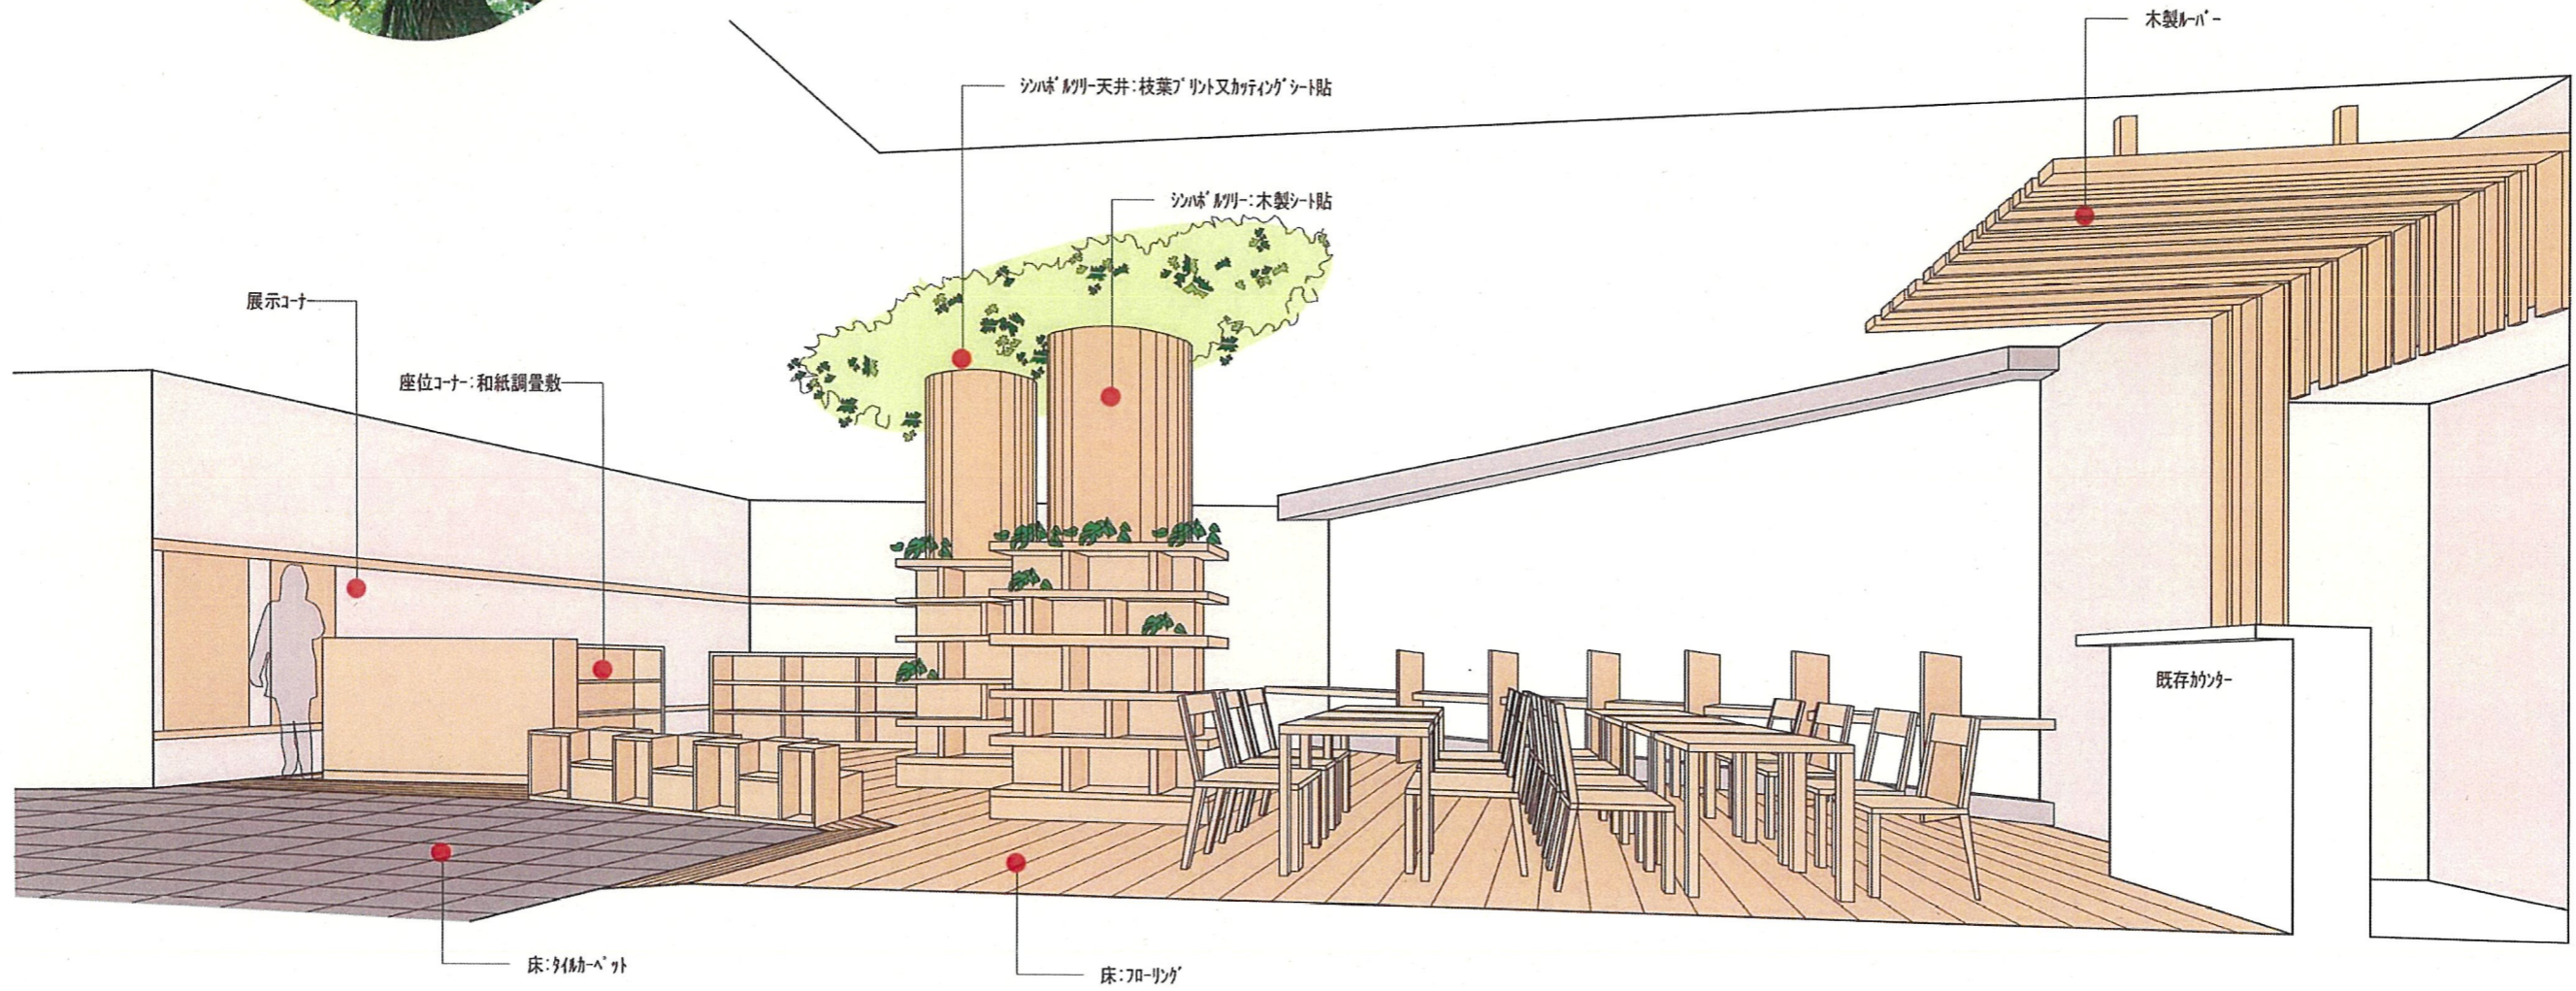 木製ﾙｰﾊﾞｰ
ｼﾝﾎﾞﾙﾂﾘｰ天井:枝葉ﾌﾟﾘﾝﾄ又ｶｯﾃｨﾝｸﾞｼｰﾄ貼
ｼﾝﾎﾞﾙﾂﾘｰ:木製ｼｰﾄ貼
展示ｺｰﾅｰ
座位ｺｰﾅｰ:和紙調畳敷
既存ｶｳﾝﾀｰ
床:ﾀｲﾙｶｰﾍﾟｯﾄ
床:ﾌﾛｰﾘﾝｸﾞ